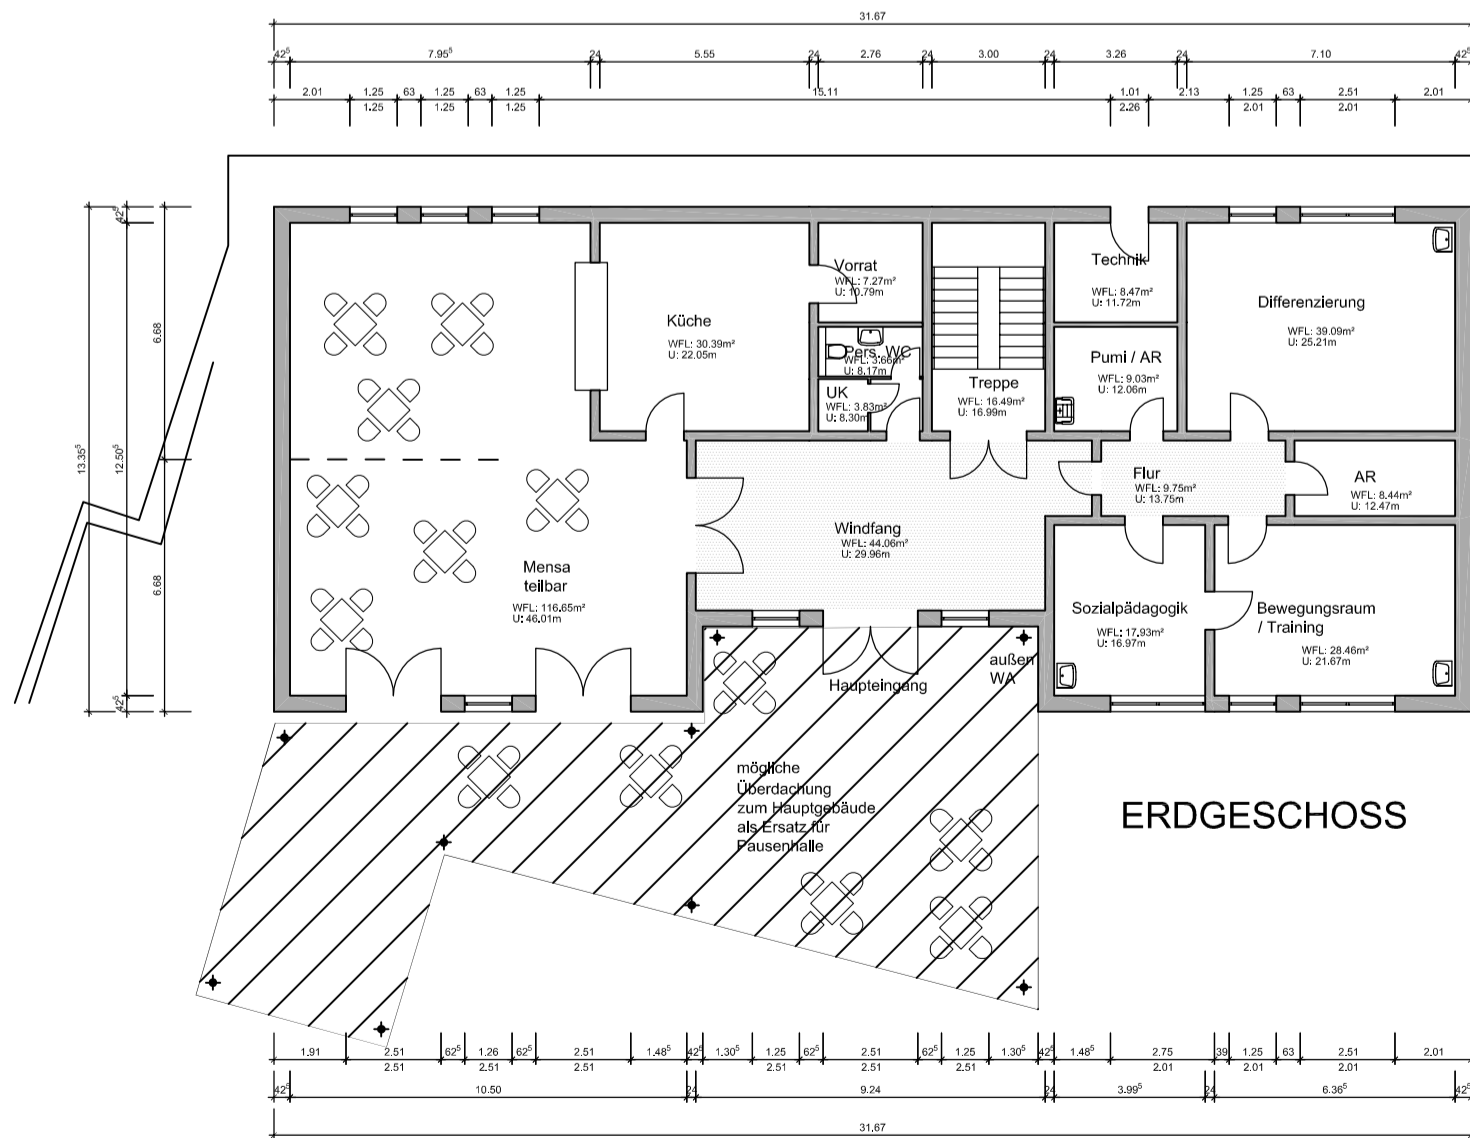 31.67
42⁵ 7.95⁵ 24 5.55 24 2.76 24 3.00 24 3.26 24 7.10 42⁵
2.01 1.25 63 1.25 63 1.25 15.11 1.01 2.13 1.25 63 2.51 2.01
1.25 1.25 1.25 2.26 2.01 2.01
13.35⁵
42⁵
12.50⁵
42⁵
6.68
6.68
Vorrat
WFL: 7.27m²
U: 10.79m
Küche
WFL: 30.39m²
U: 22.05m
Pers. WC
WFL: 3.66m²
U: 8.17m
UK
WFL: 3.83m²
U: 8.30m
Treppe
WFL: 16.49m²
U: 16.99m
Technik
WFL: 8.47m²
U: 11.72m
Pumi / AR
WFL: 9.03m²
U: 12.06m
Differenzierung
WFL: 39.09m²
U: 25.21m
Flur
WFL: 9.75m²
U: 13.75m
AR
WFL: 8.44m²
U: 12.47m
Windfang
WFL: 44.06m²
U: 29.96m
Mensa
teilbar
WFL: 116.65m²
U: 46.01m
Sozialpädagogik
WFL: 17.93m²
U: 16.97m
Bewegungsraum
/ Training
WFL: 28.46m²
U: 21.67m
außen
WA
Haupteingang
mögliche
Überdachung
zum Hauptgebäude
als Ersatz für
Pausenhalle
ERDGESCHOSS
1.91 2.51 62⁵ 1.26 62⁵ 2.51 1.48⁵ 42⁵ 1.30⁵ 1.25 62⁵ 2.51 62⁵ 1.25 1.30⁵ 42⁵ 1.48⁵ 2.75 39 1.25 63 2.51 2.01
2.51 2.51 2.51 2.51 2.51 2.51 2.01 2.01 2.01
42⁵ 10.50 24 9.24 24 3.99⁵ 24 6.36⁵ 42⁵
31.67